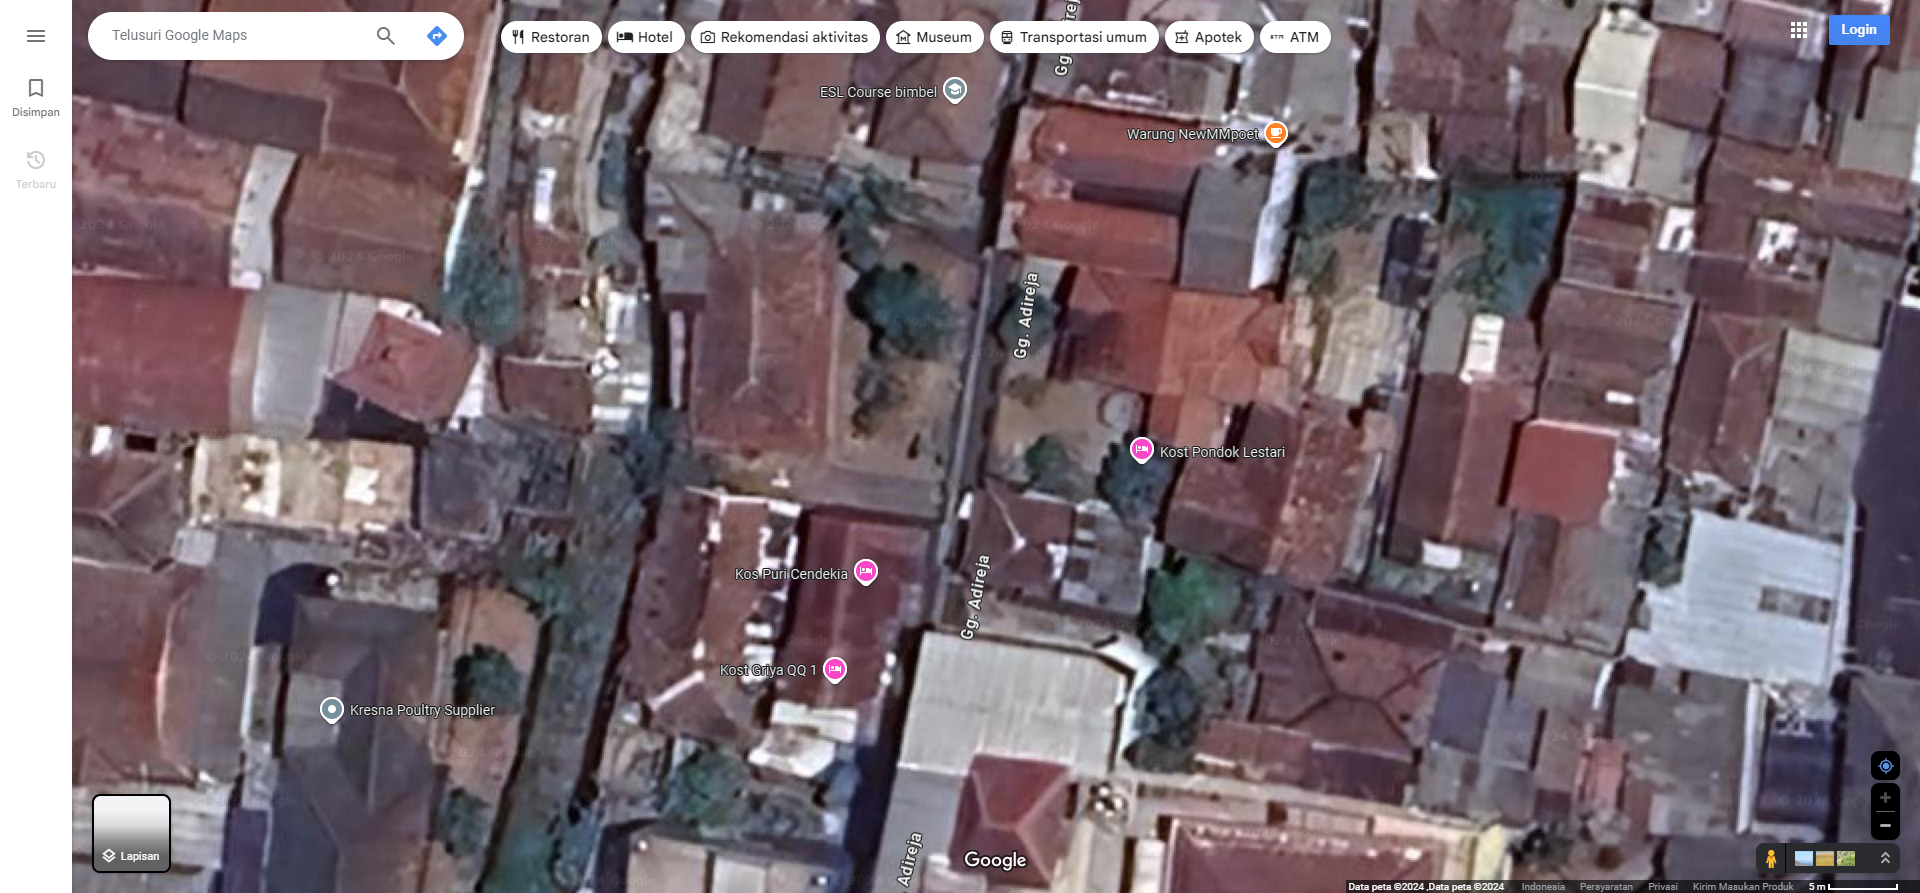 Telusuri Google Maps
Restoran
Hotel
Rekomendasi aktivitas
Museum
Transportasi umum
Apotek
ATM
Login
Disimpan
Terbaru
ESL Course bimbel
Warung NewMMpoet
Gg. Adireja
Kost Pondok Lestari
Kos Puri Cendekia
Gg. Adireja
Kost Griya QQ 1
Kresna Poultry Supplier
Lapisan
Adireja
Google
Data peta ©2024 ,Data peta ©2024 Indonesia Persyaratan Privasi Kirim Masukan Produk 5 m